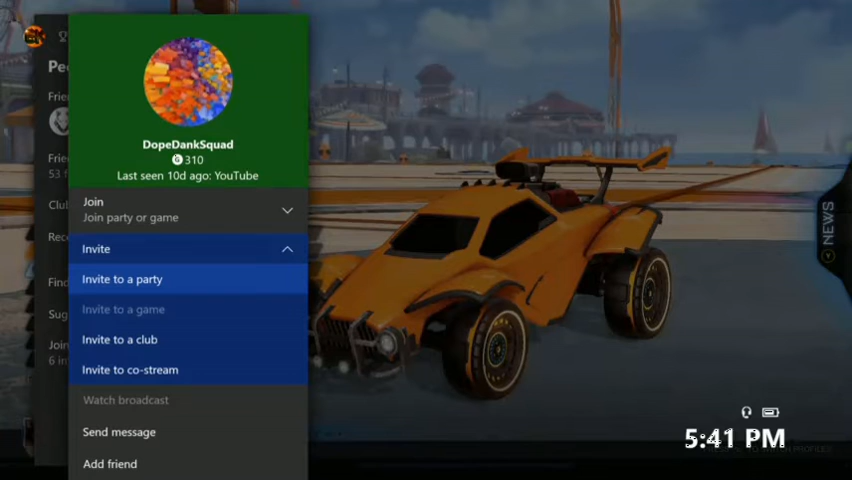 DopeDankSquad
310
Last seen 10d ago: YouTube
Join
Join party or game
Invite
Invite to a party
Invite to a game
Invite to a club
Invite to co-stream
Watch broadcast
Send message
Add friend
NEWS
5:41 PM